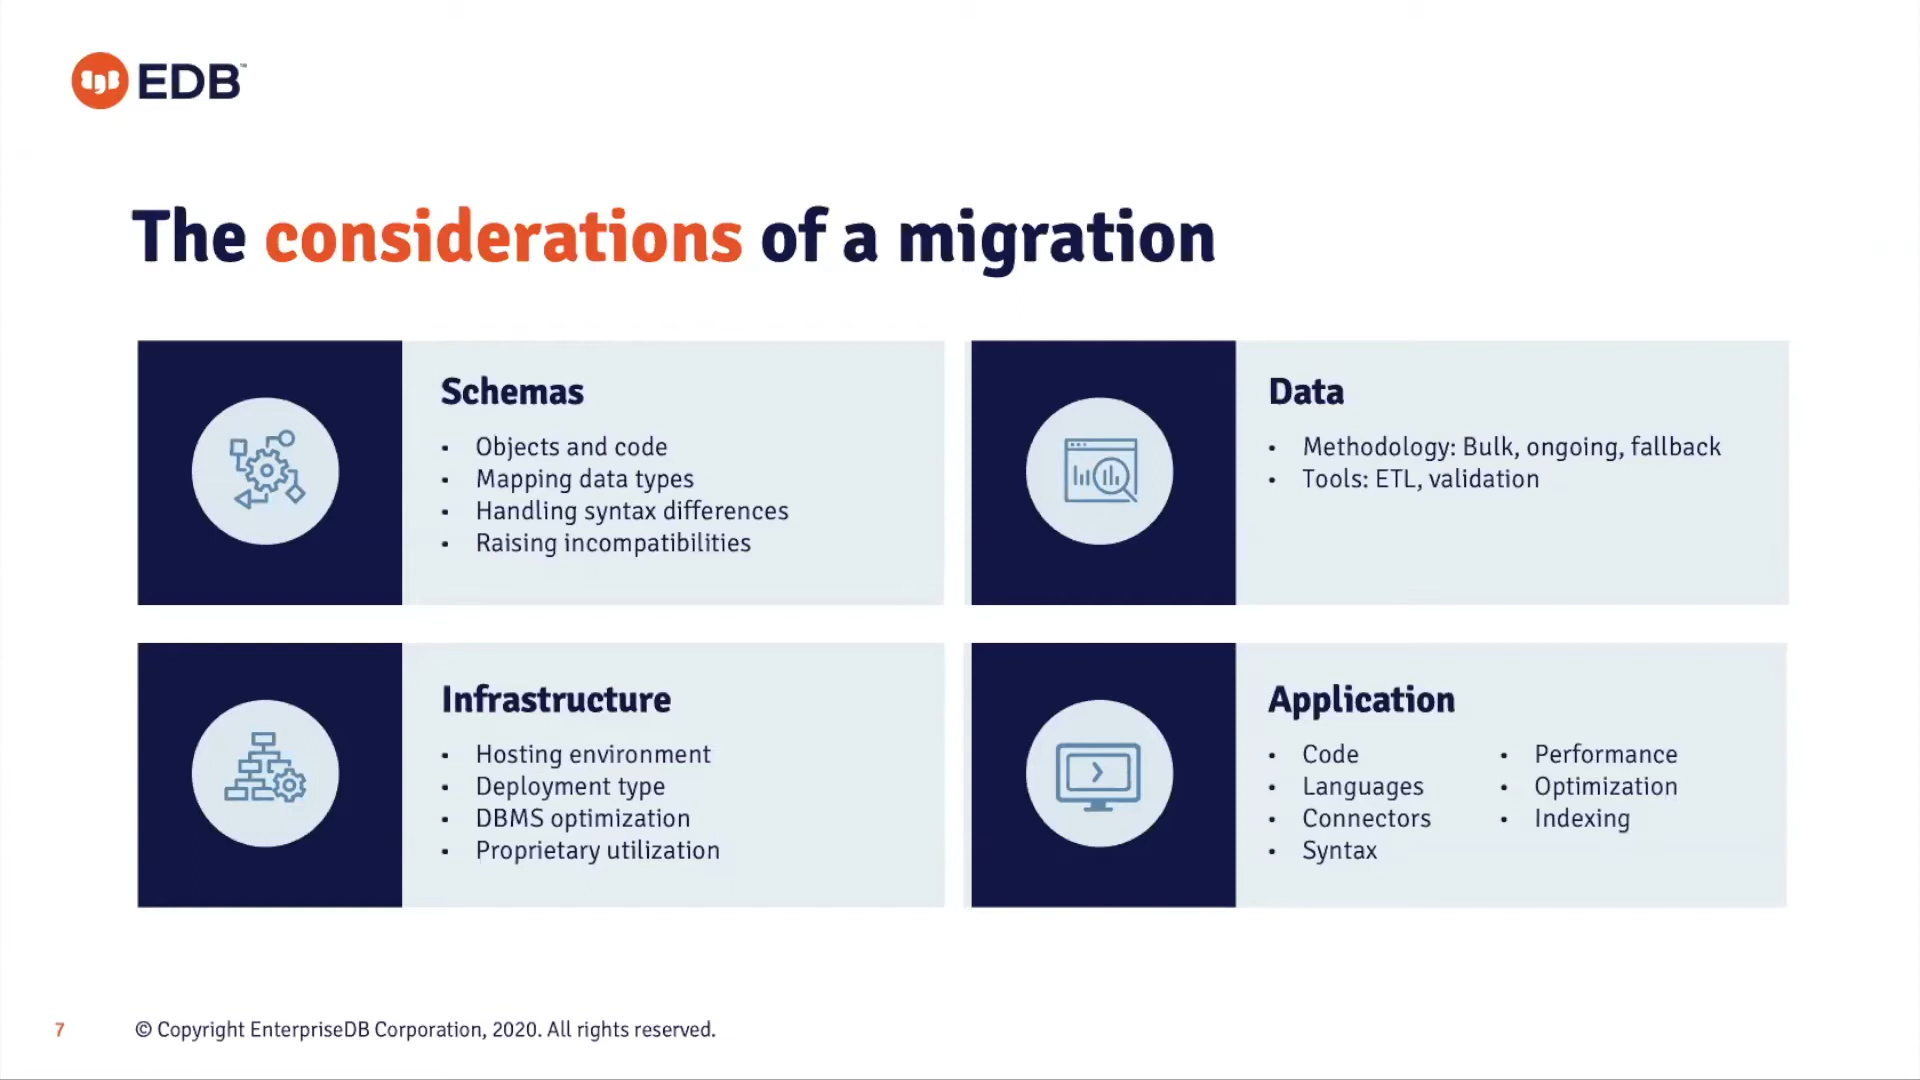 EDB™
The considerations of a migration
Schemas
• Objects and code
• Mapping data types
• Handling syntax differences
• Raising incompatibilities
Data
• Methodology: Bulk, ongoing, fallback
• Tools: ETL, validation
Infrastructure
• Hosting environment
• Deployment type
• DBMS optimization
• Proprietary utilization
Application
• Code
• Languages
• Connectors
• Syntax
• Performance
• Optimization
• Indexing
7
© Copyright EnterpriseDB Corporation, 2020. All rights reserved.